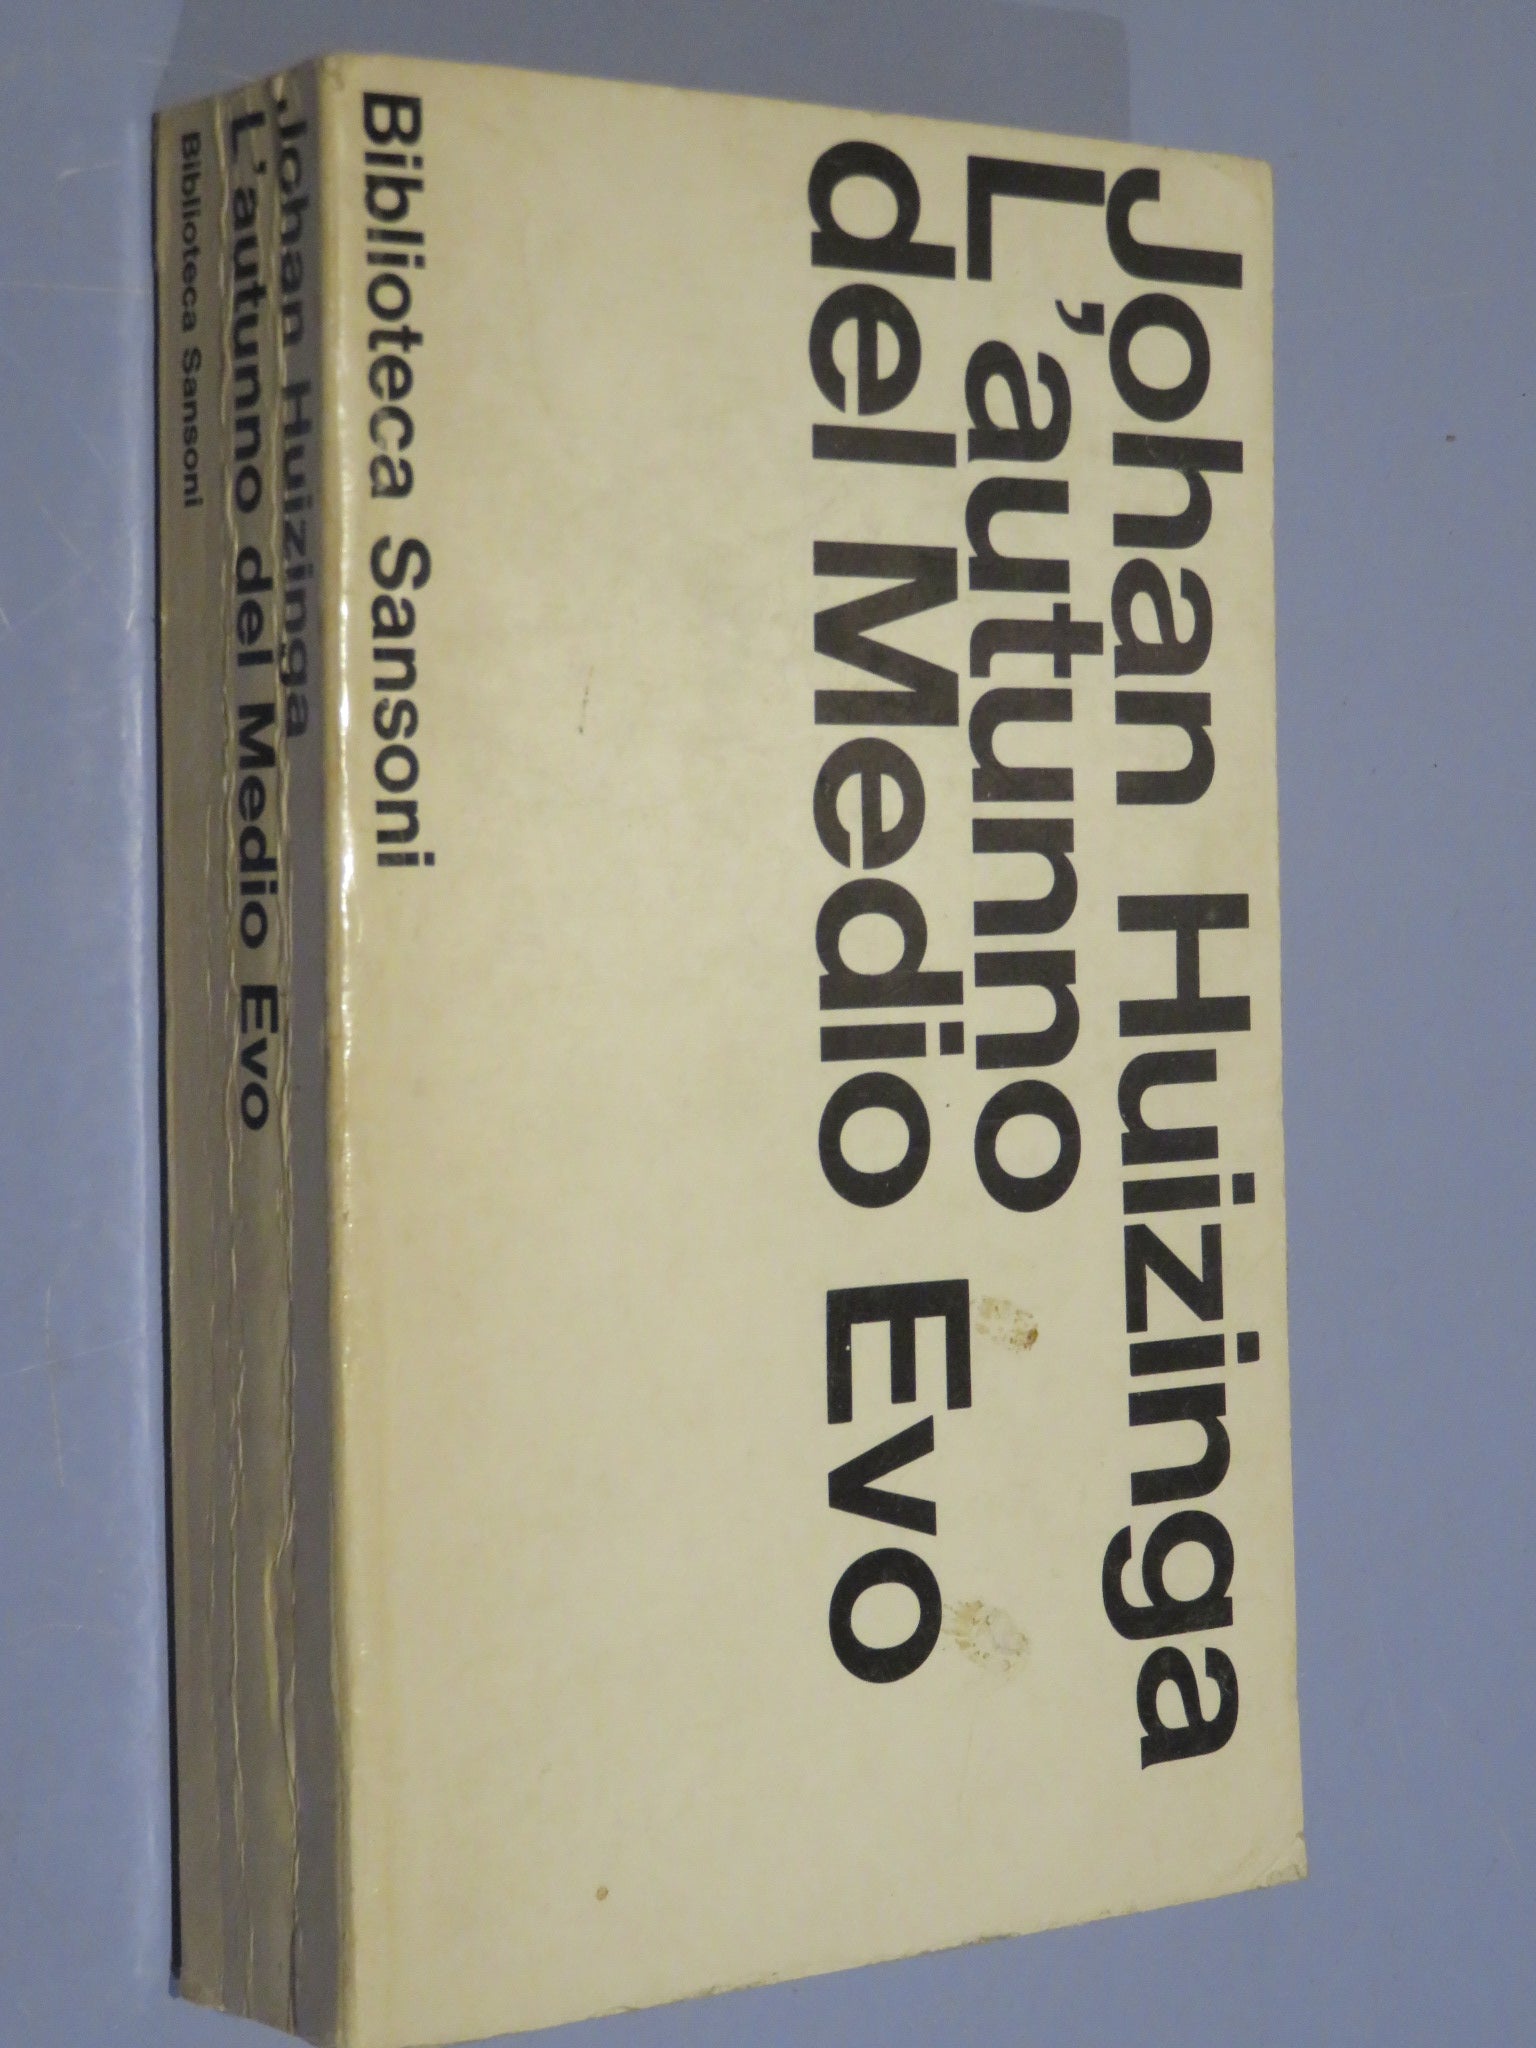 Johan Huizinga
L'autunno
del Medio Evo
Biblioteca Sansoni
Johan Huizinga
L'autunno del Medio Evo
Biblioteca Sansoni